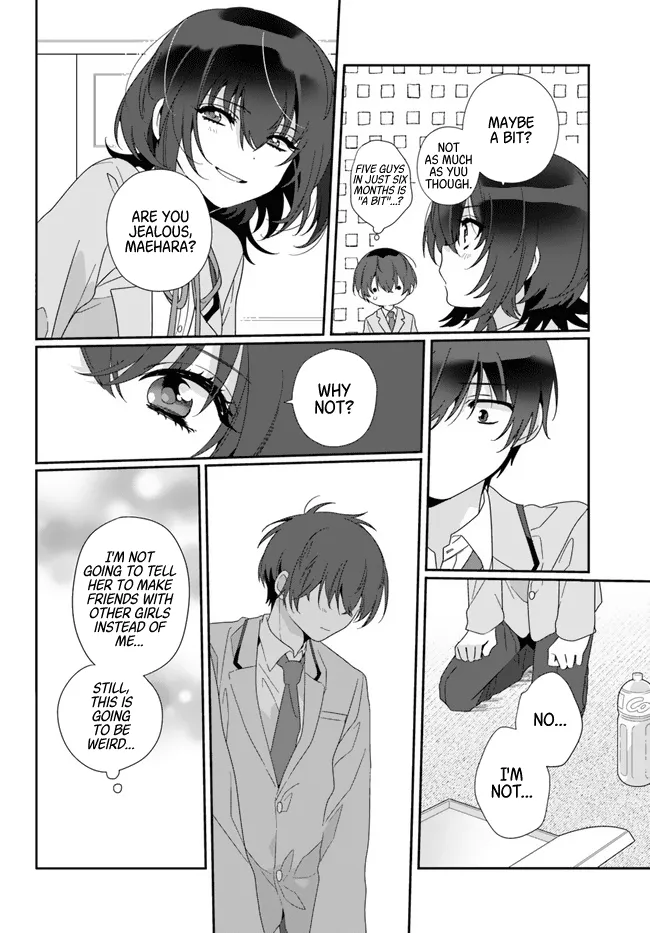 MAYBE
A BIT?
NOT
AS MUCH
AS YUU
THOUGH.
FIVE GUYS
IN JUST SIX
MONTHS IS
"A BIT"...?
ARE YOU
JEALOUS,
MAEHARA?
WHY
NOT?
NO...
I'M
NOT...
I'M NOT
GOING TO TELL
HER TO MAKE
FRIENDS WITH
OTHER GIRLS
INSTEAD OF
ME...
STILL,
THIS IS
GOING
TO BE
WEIRD...